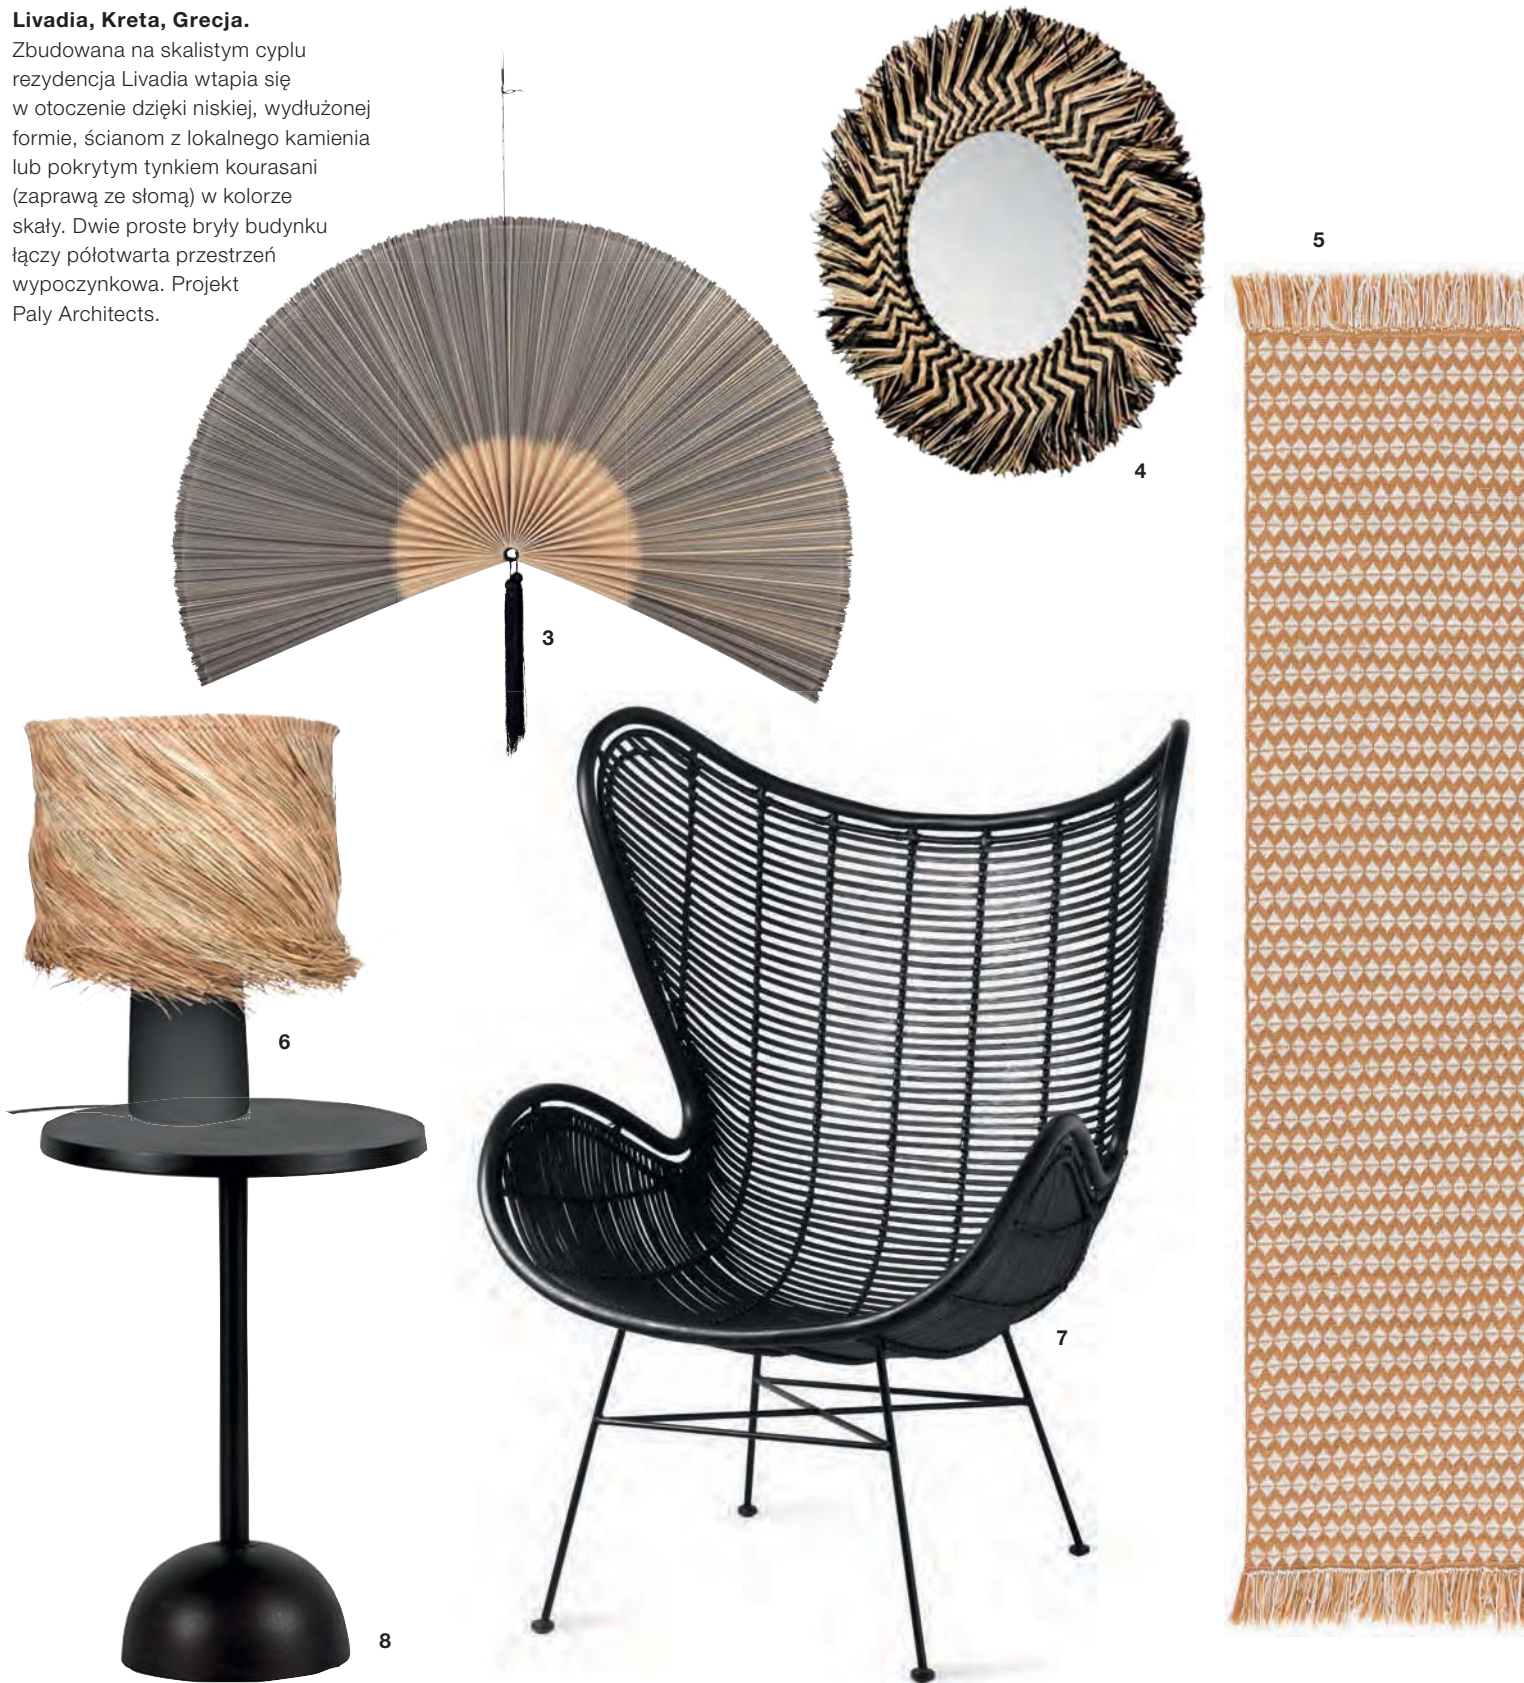 Livadia, Kreta, Grecja.
Zbudowana na skalistym cyplu
rezydencja Livadia wtapia się
w otoczenie dzięki niskiej, wydłużonej
formie, ścianom z lokalnego kamienia
lub pokrytym tynkiem kourasani
(zaprawą ze słomą) w kolorze
skały. Dwie proste bryły budynku
łączy półotwarta przestrzeń
wypoczynkowa. Projekt
Paly Architects.
5
4
3
6
7
8